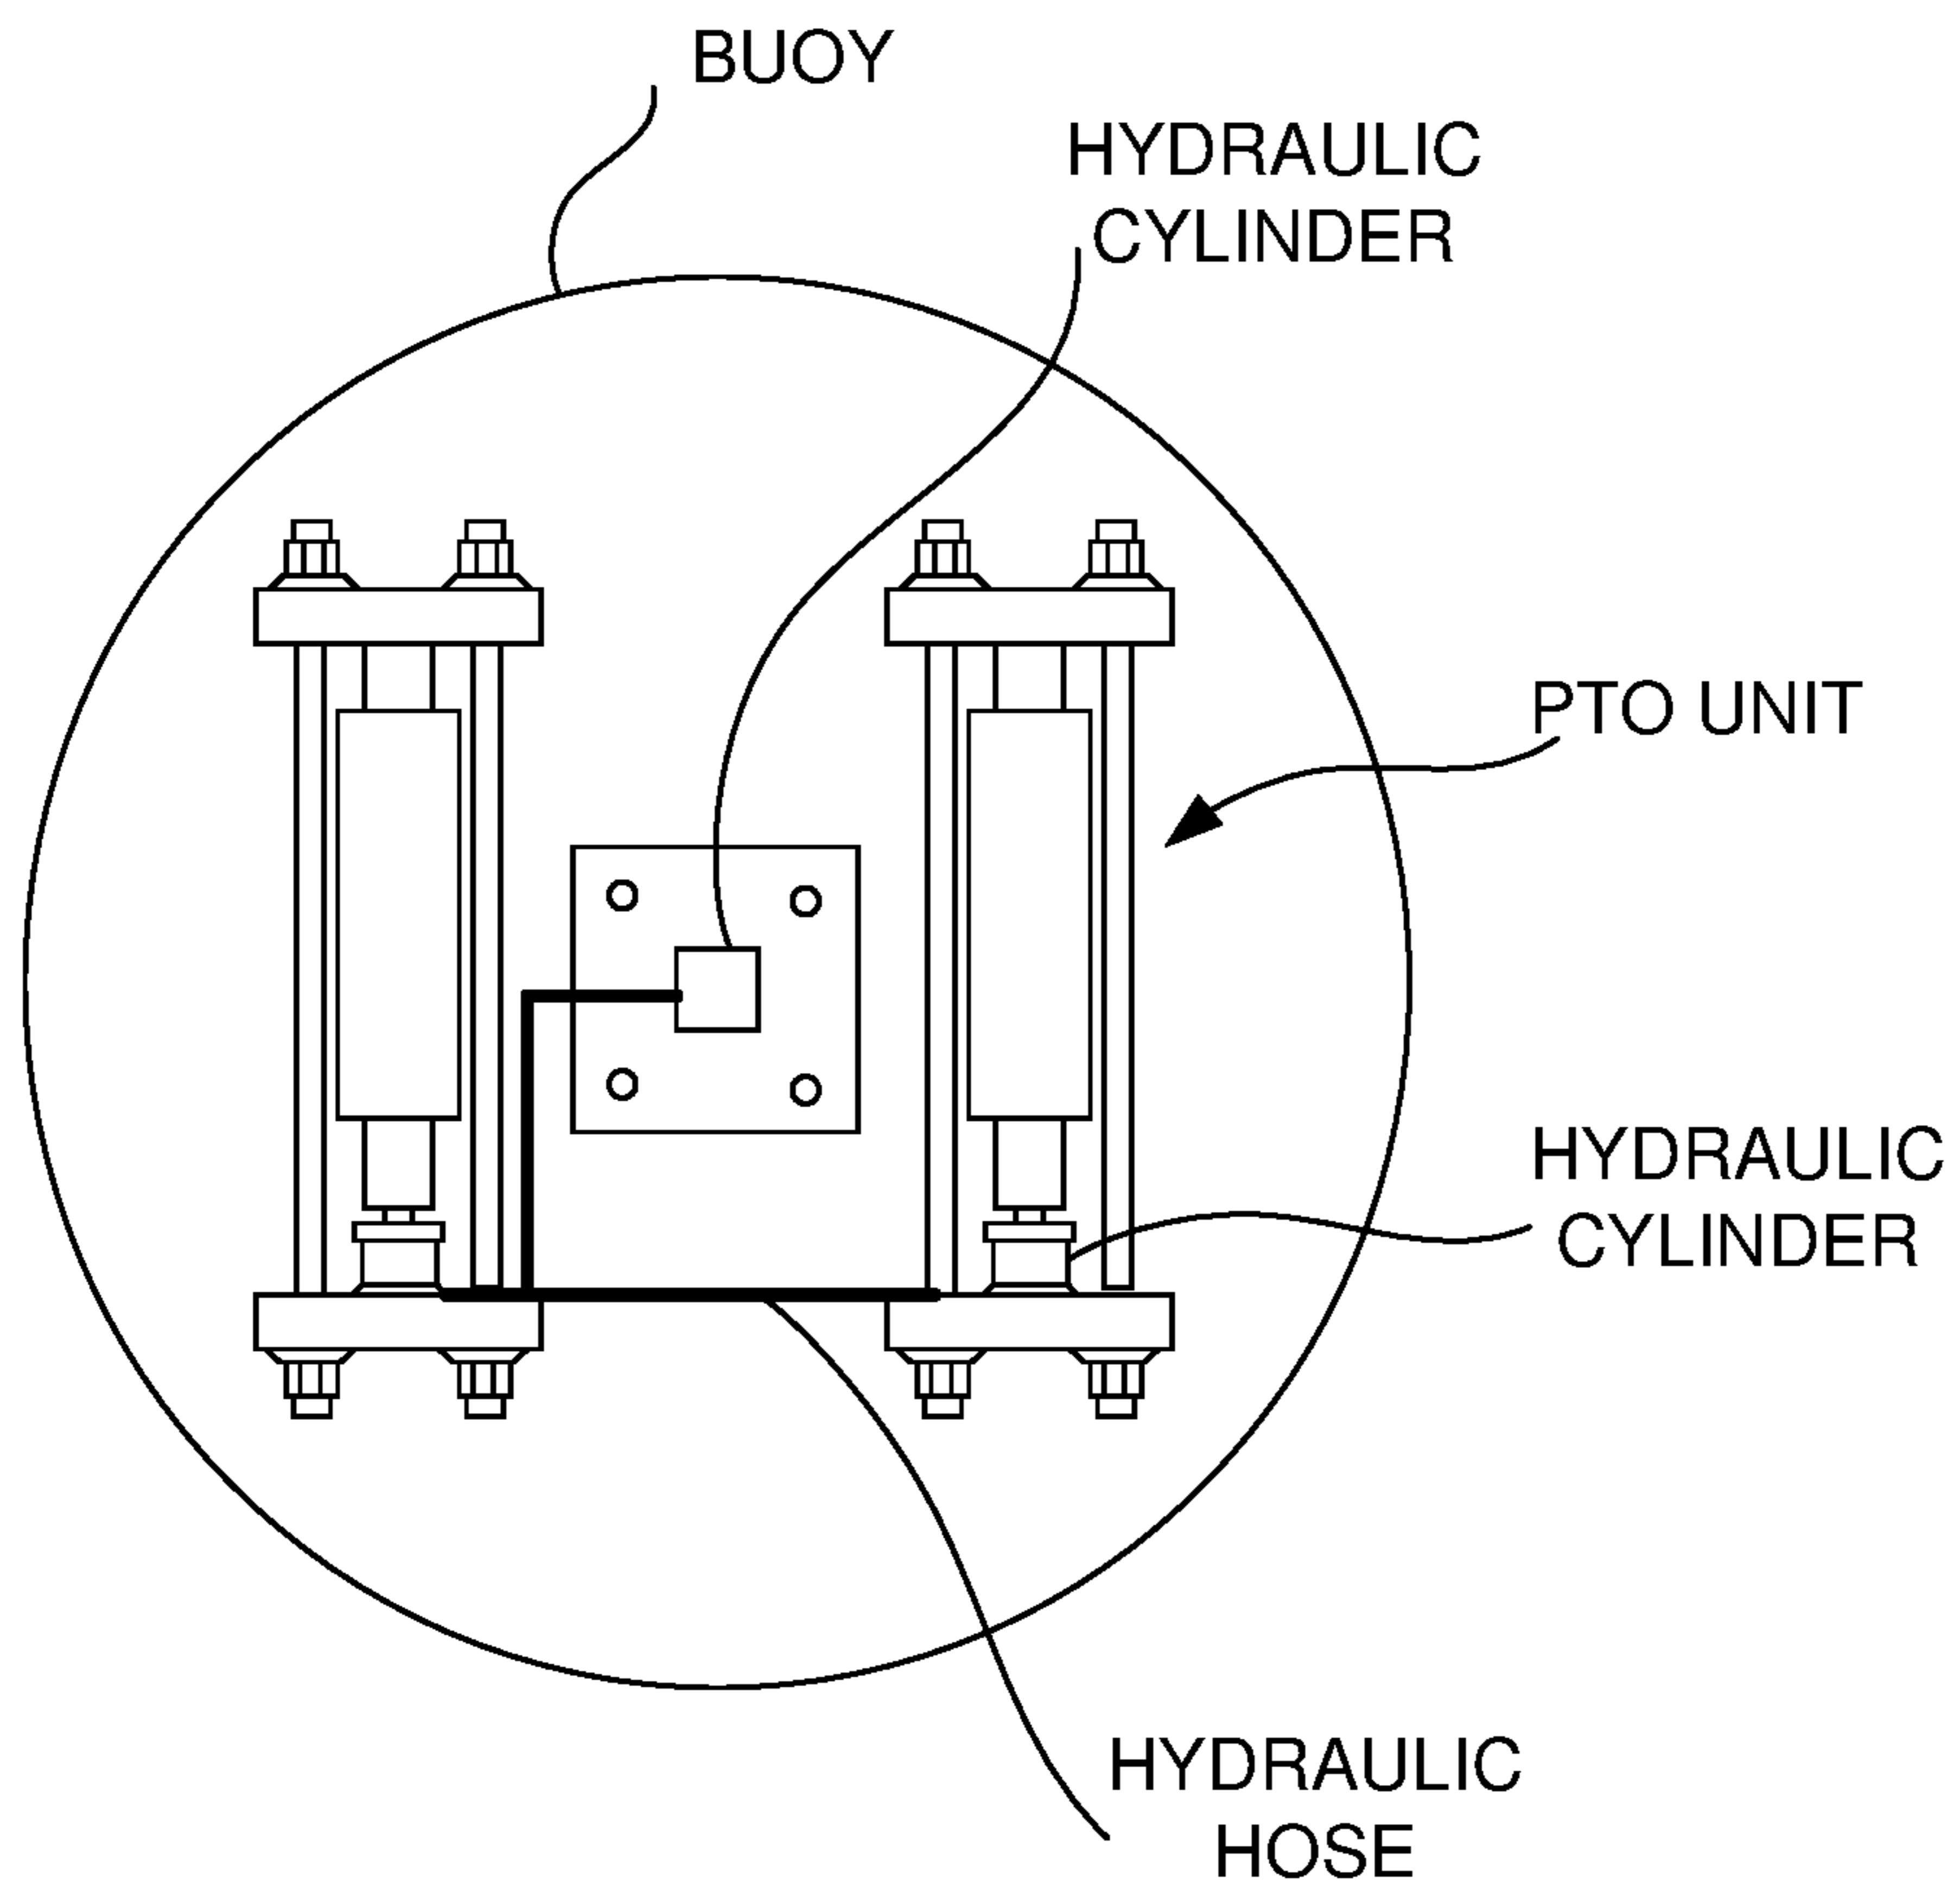 BUOY
HYDRAULIC
CYLINDER
PTO UNIT
HYDRAULIC
CYLINDER
HYDRAULIC
HOSE